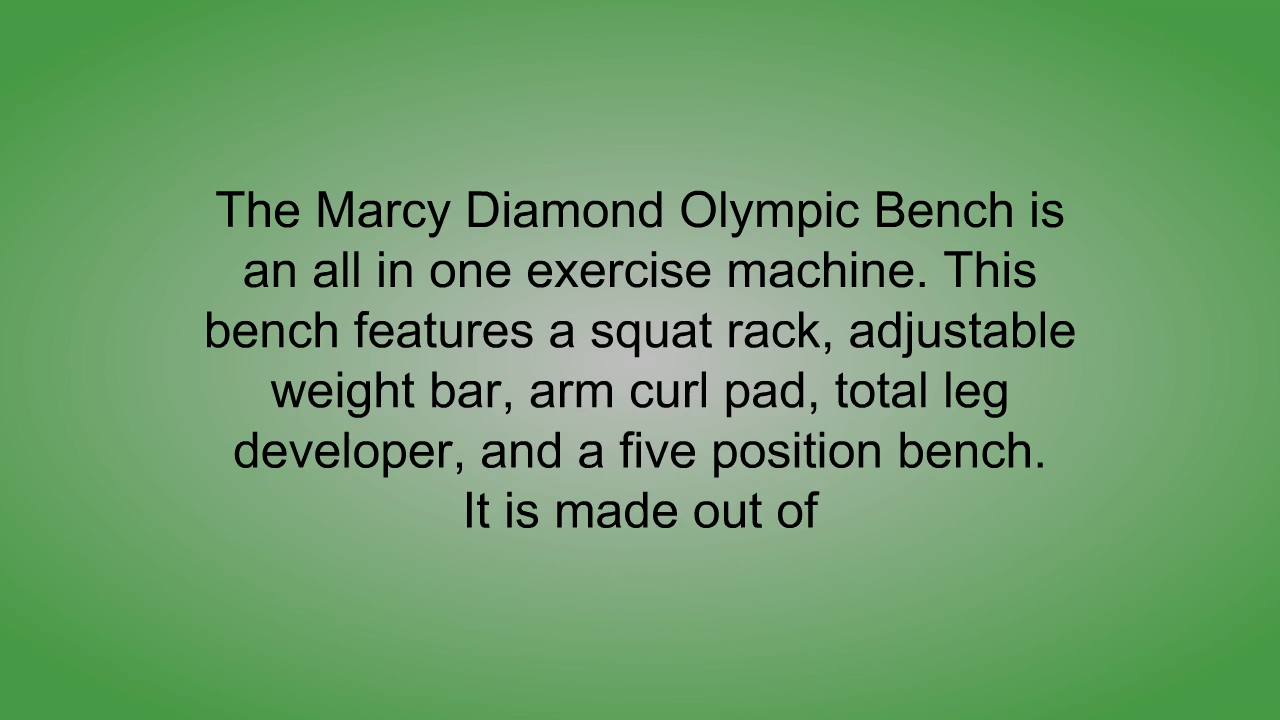 The Marcy Diamond Olympic Bench is
an all in one exercise machine. This
bench features a squat rack, adjustable
weight bar, arm curl pad, total leg
developer, and a five position bench.
It is made out of